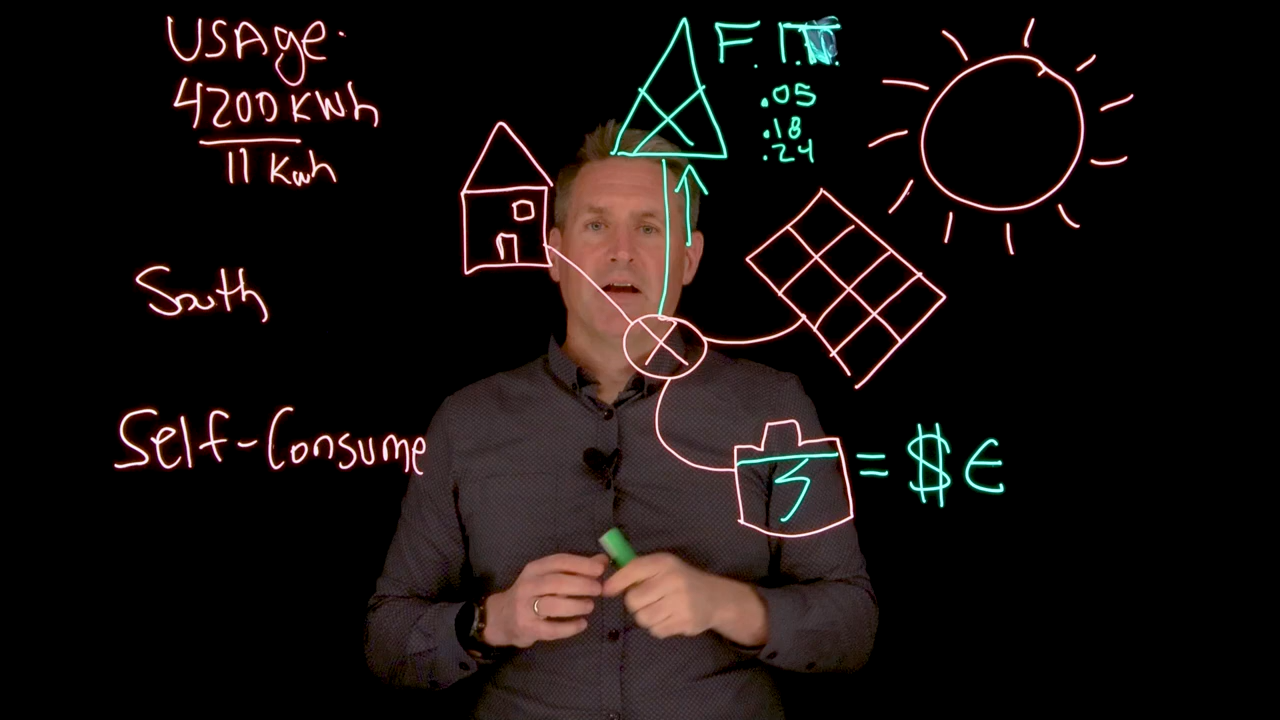 USAge.
4200 KWh
11 Kwh
South
Self-Consume
F.I.
.05
.18
.24
= $ €